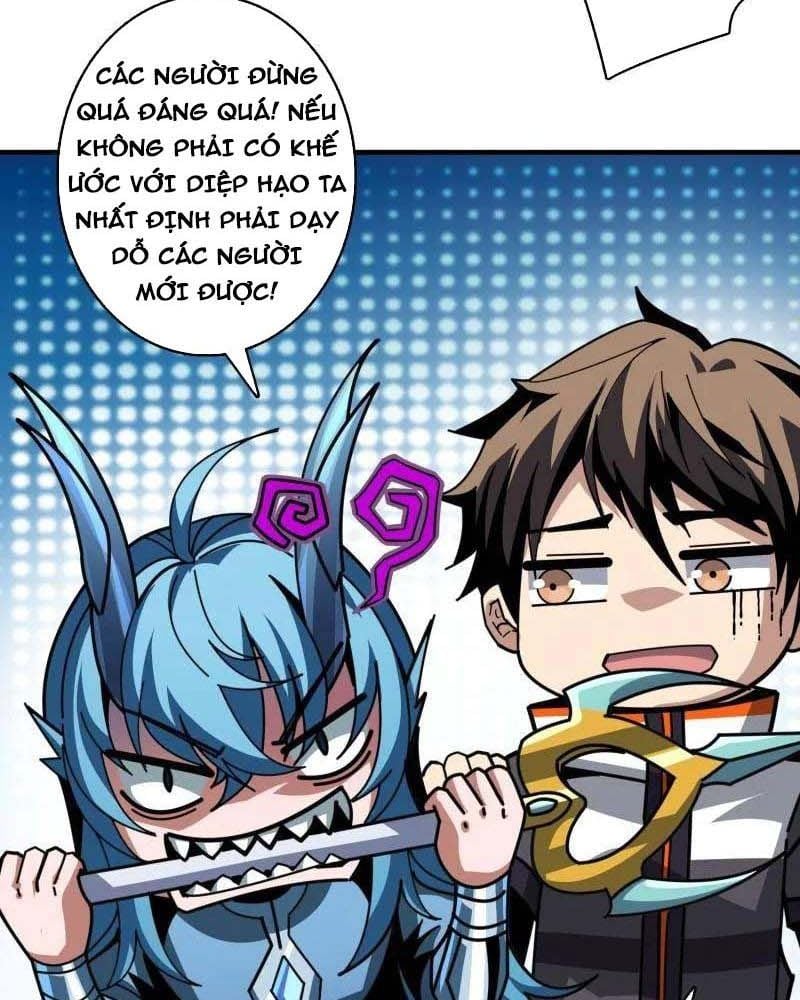 CÁC NGƯỜI ĐỪNG
QUÁ ĐÁNG QUÁ! NẾU
KHÔNG PHẢI CÓ KHẾ
ƯỚC VỚI DIỆP HẠO TA
NHẤT ĐỊNH PHẢI DẠY
DỖ CÁC NGƯỜI
MỚI ĐƯỢC!